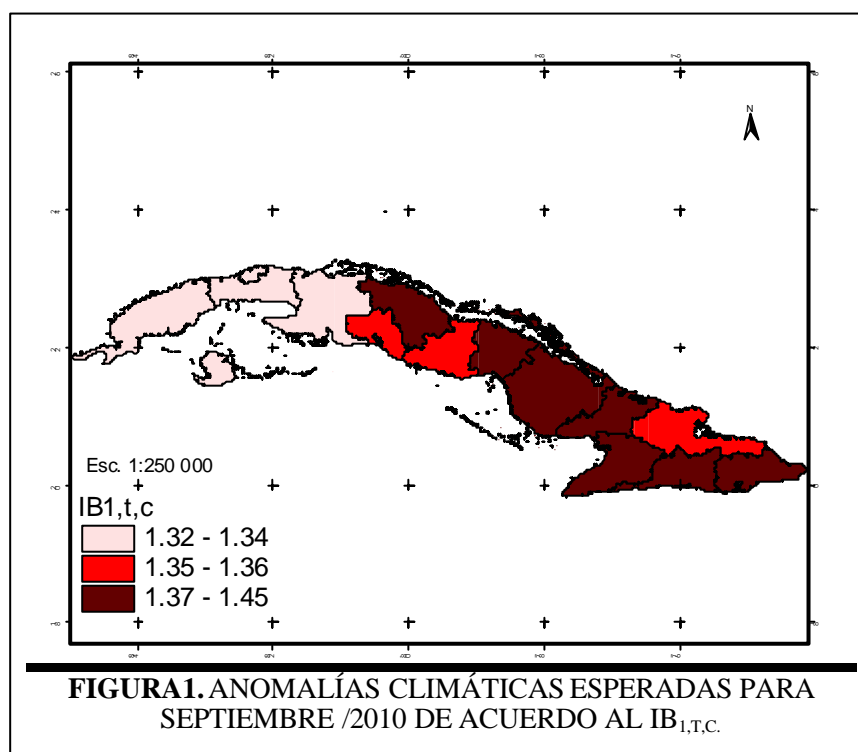 N
Esc. 1:250 000
IB1,t,c
1.32 - 1.34
1.35 - 1.36
1.37 - 1.45
FIGURA1. ANOMALÍAS CLIMÁTICAS ESPERADAS PARA
SEPTIEMBRE /2010 DE ACUERDO AL IB1,T,C.